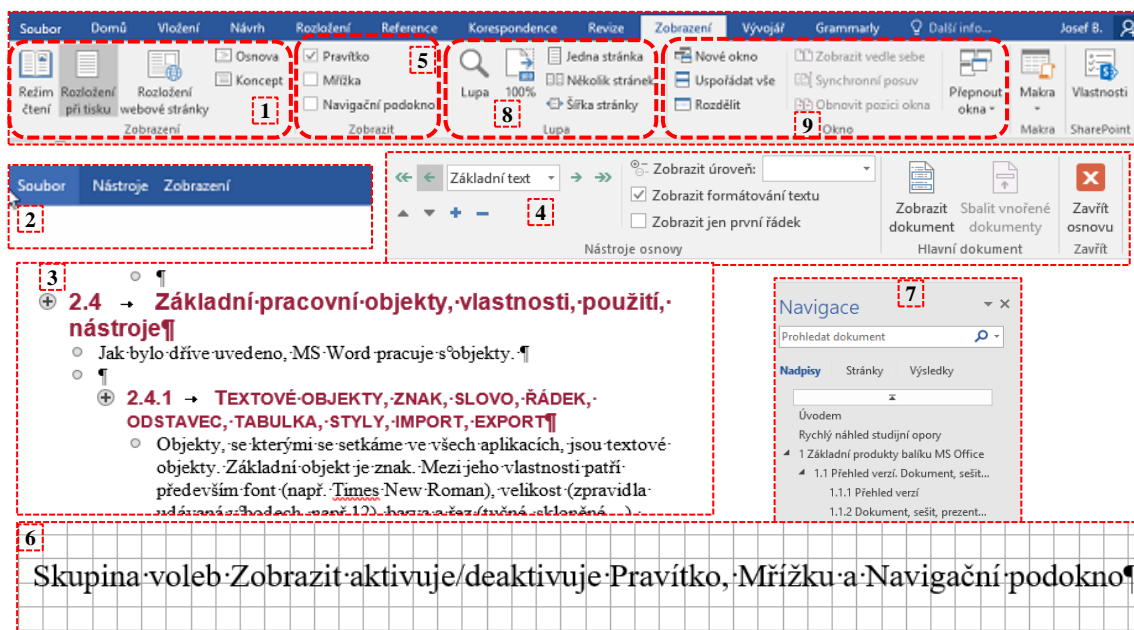 Soubor Domů Vložení Návrh Rozložení Reference Korespondence Revize Zobrazení Vývojář Grammarly Další info... Josef B.
Režim čtení
Rozložení při tisku
Rozložení webové stránky
Osnova
Koncept
1
Zobrazení
Pravítko
Mřížka
Navigační podokno
5
Zobrazit
Lupa
100%
Jedna stránka
Několik stránek
Šířka stránky
8
Lupa
Nové okno
Uspořádat vše
Rozdělit
Zobrazit vedle sebe
Synchronní posuv
Obnovit pozici okna
Přepnout okna
9
Okno
Makra
Makra
Vlastnosti
SharePoint
Soubor Nástroje Zobrazení
2
Základní text
4
Zobrazit úroveň:
Zobrazit formátování textu
Zobrazit jen první řádek
Nástroje osnovy
Zobrazit dokument
Sbalit vnořené dokumenty
Hlavní dokument
Zavřít osnovu
Zavřít
3
¶
2.4 → Základní·pracovní·objekty,·vlastnosti,·použití,·
nástroje¶
Jak·bylo·dříve·uvedeno,·MS·Word·pracuje·s°objekty.·¶
¶
2.4.1 → TEXTOVÉ·OBJEKTY,·ZNAK,·SLOVO,·ŘÁDEK,·
ODSTAVEC,·TABULKA,·STYLY,·IMPORT,·EXPORT¶
Objekty,·se·kterými·se·setkáme·ve·všech·aplikacích,·jsou·textové·
objekty.·Základní·objekt·je·znak.·Mezi·jeho·vlastnosti·patří·
především·font·(např.·Times·New·Roman),·velikost·(zpravidla·
udávaná·v°bodech,·např.12),·barva·a·řez·(tučné,·skloněné...).·
7
Navigace
Prohledat dokument
Nadpisy Stránky Výsledky
Úvodem
Rychlý náhled studijní opory
1 Základní produkty balíku MS Office
1.1 Přehled verzí. Dokument, sešit...
1.1.1 Přehled verzí
1.1.2 Dokument, sešit, prezent...
6
Skupina·voleb·Zobrazit·aktivuje/deaktivuje·Pravítko,·Mřížku·a·Navigační·podokno¶